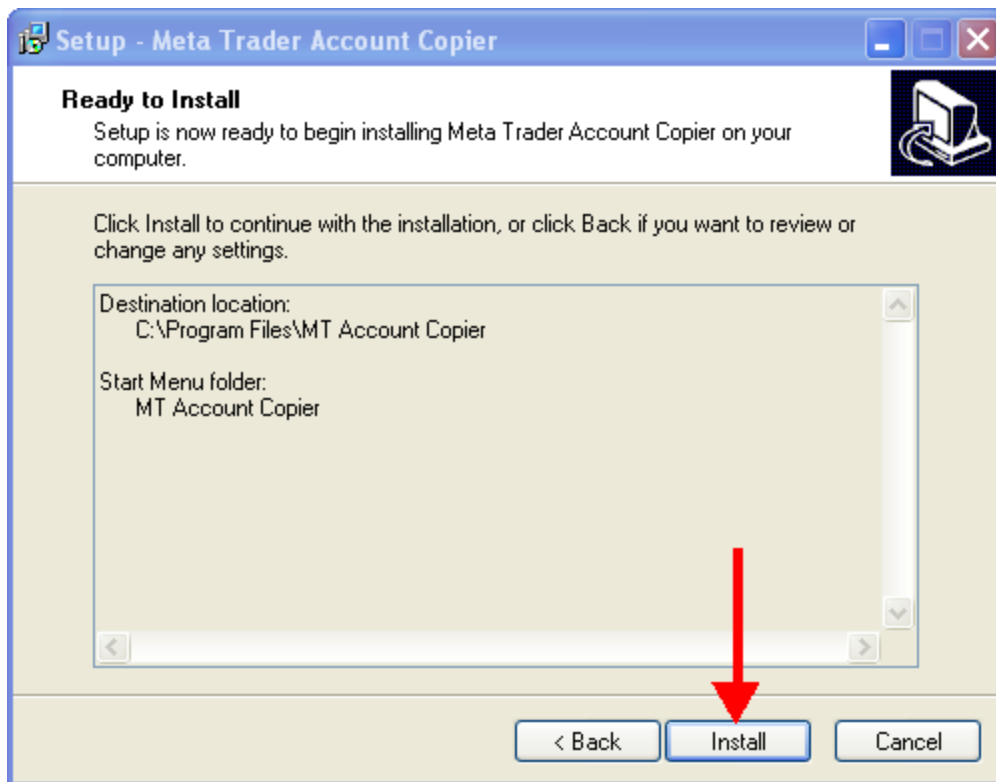 Setup - Meta Trader Account Copier
Ready to Install
Setup is now ready to begin installing Meta Trader Account Copier on your
computer.
Click Install to continue with the installation, or click Back if you want to review or
change any settings.
Destination location:
C:\Program Files\MT Account Copier
Start Menu folder:
MT Account Copier
< Back
Install
Cancel